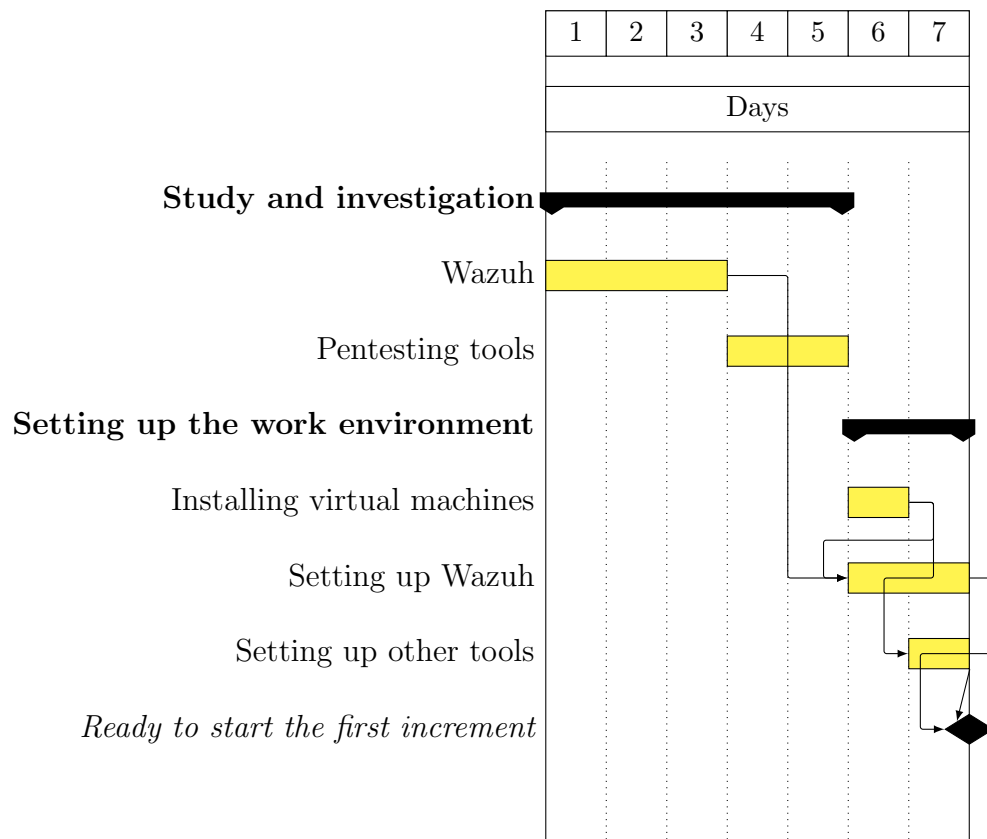 1 2 3 4 5 6 7
Days
Study and investigation
Wazuh
Pentesting tools
Setting up the work environment
Installing virtual machines
Setting up Wazuh
Setting up other tools
Ready to start the first increment